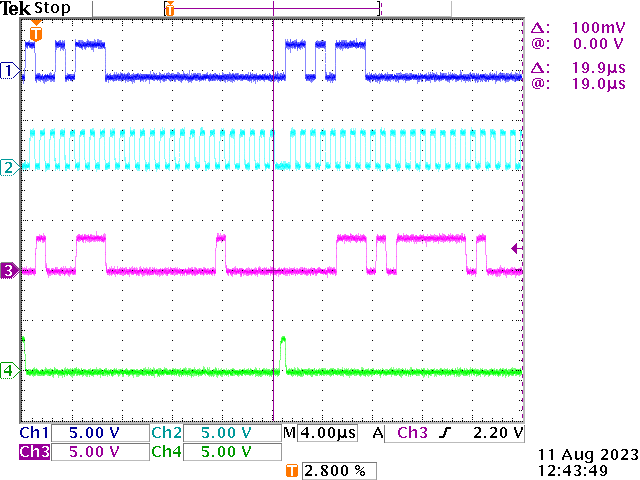 Tek Stop
T
Δ: 100mV
@: 0.00 V
Δ: 19.9µs
@: 19.0µs
T
1
2
3
4
Ch1 5.00 V Ch2 5.00 V M 4.00µs A Ch3 2.20 V
Ch3 5.00 V Ch4 5.00 V
T 2.800 %
11 Aug 2023
12:43:49